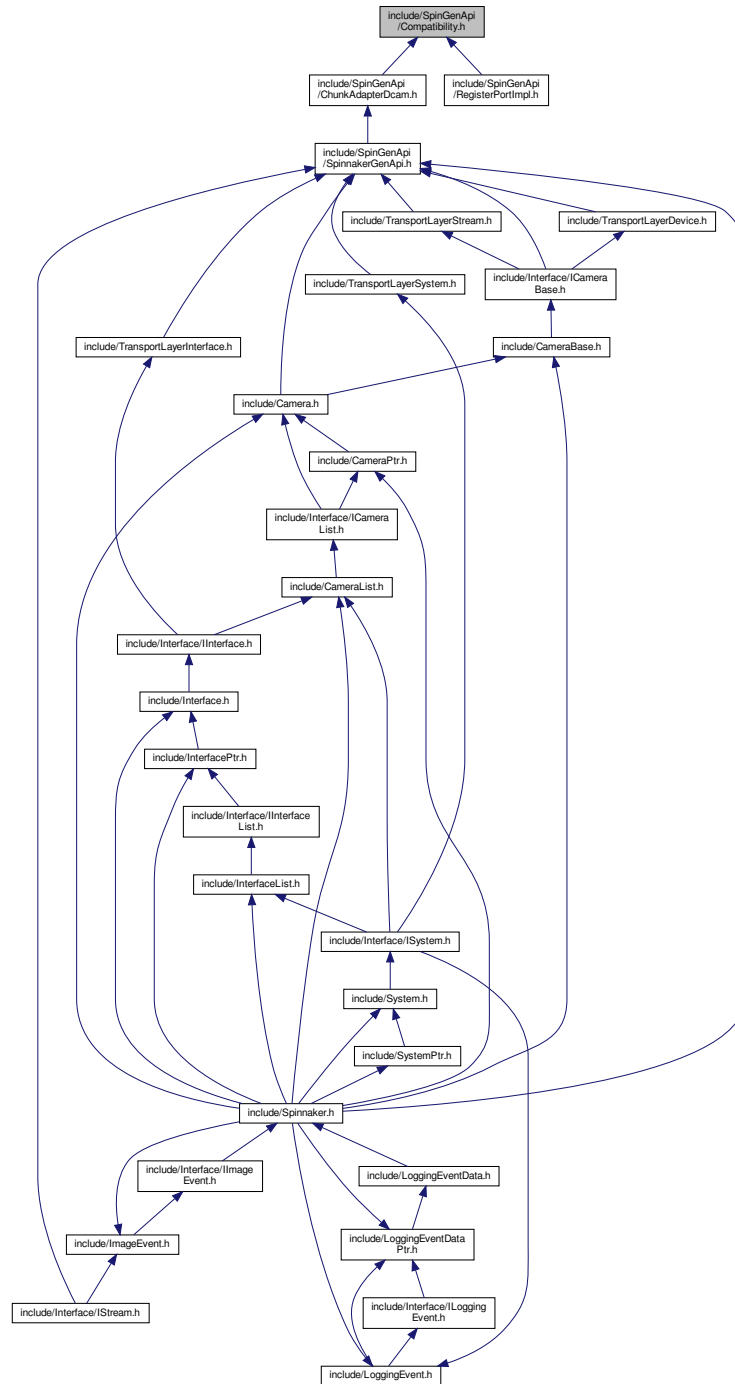 include/SpinGenApi
/Compatibility.h
include/SpinGenApi
/ChunkAdapterDcam.h
include/SpinGenApi
/RegisterPortImpl.h
include/SpinGenApi
/SpinnakerGenApi.h
include/TransportLayerStream.h
include/TransportLayerDevice.h
include/TransportLayerSystem.h
include/Interface/ICamera
Base.h
include/TransportLayerInterface.h
include/CameraBase.h
include/Camera.h
include/CameraPtr.h
include/Interface/ICamera
List.h
include/CameraList.h
include/Interface/IInterface.h
include/Interface.h
include/InterfacePtr.h
include/Interface/IInterface
List.h
include/InterfaceList.h
include/Interface/ISystem.h
include/System.h
include/SystemPtr.h
include/Spinnaker.h
include/Interface/IImage
Event.h
include/LoggingEventData.h
include/ImageEvent.h
include/LoggingEventData
Ptr.h
include/Interface/IStream.h
include/Interface/ILogging
Event.h
include/LoggingEvent.h